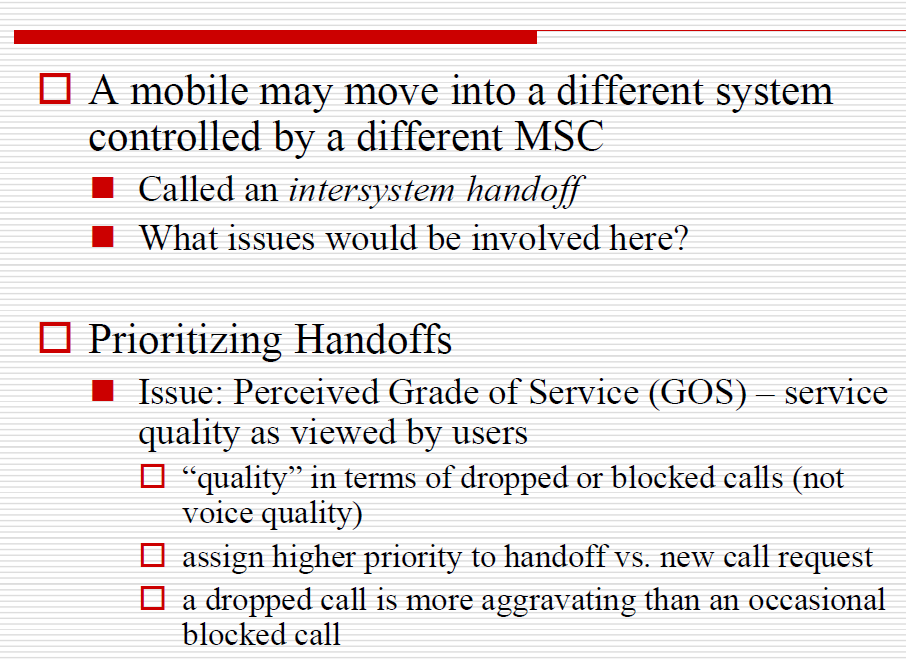 A mobile may move into a different system
controlled by a different MSC
Called an intersystem handoff
What issues would be involved here?
Prioritizing Handoffs
Issue: Perceived Grade of Service (GOS) – service
quality as viewed by users
“quality” in terms of dropped or blocked calls (not
voice quality)
assign higher priority to handoff vs. new call request
a dropped call is more aggravating than an occasional
blocked call